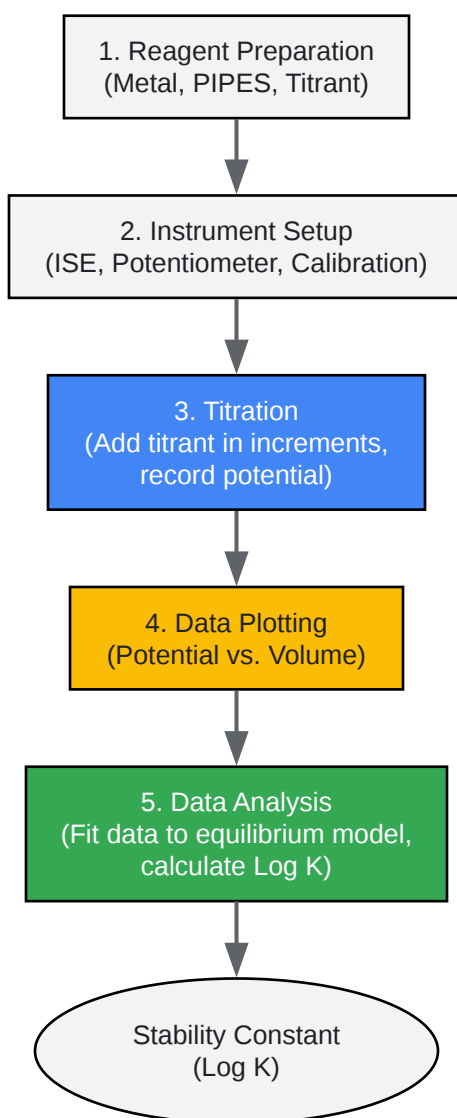 1. Reagent Preparation
(Metal, PIPES, Titrant)
2. Instrument Setup
(ISE, Potentiometer, Calibration)
3. Titration
(Add titrant in increments,
record potential)
4. Data Plotting
(Potential vs. Volume)
5. Data Analysis
(Fit data to equilibrium model,
calculate Log K)
Stability Constant
(Log K)